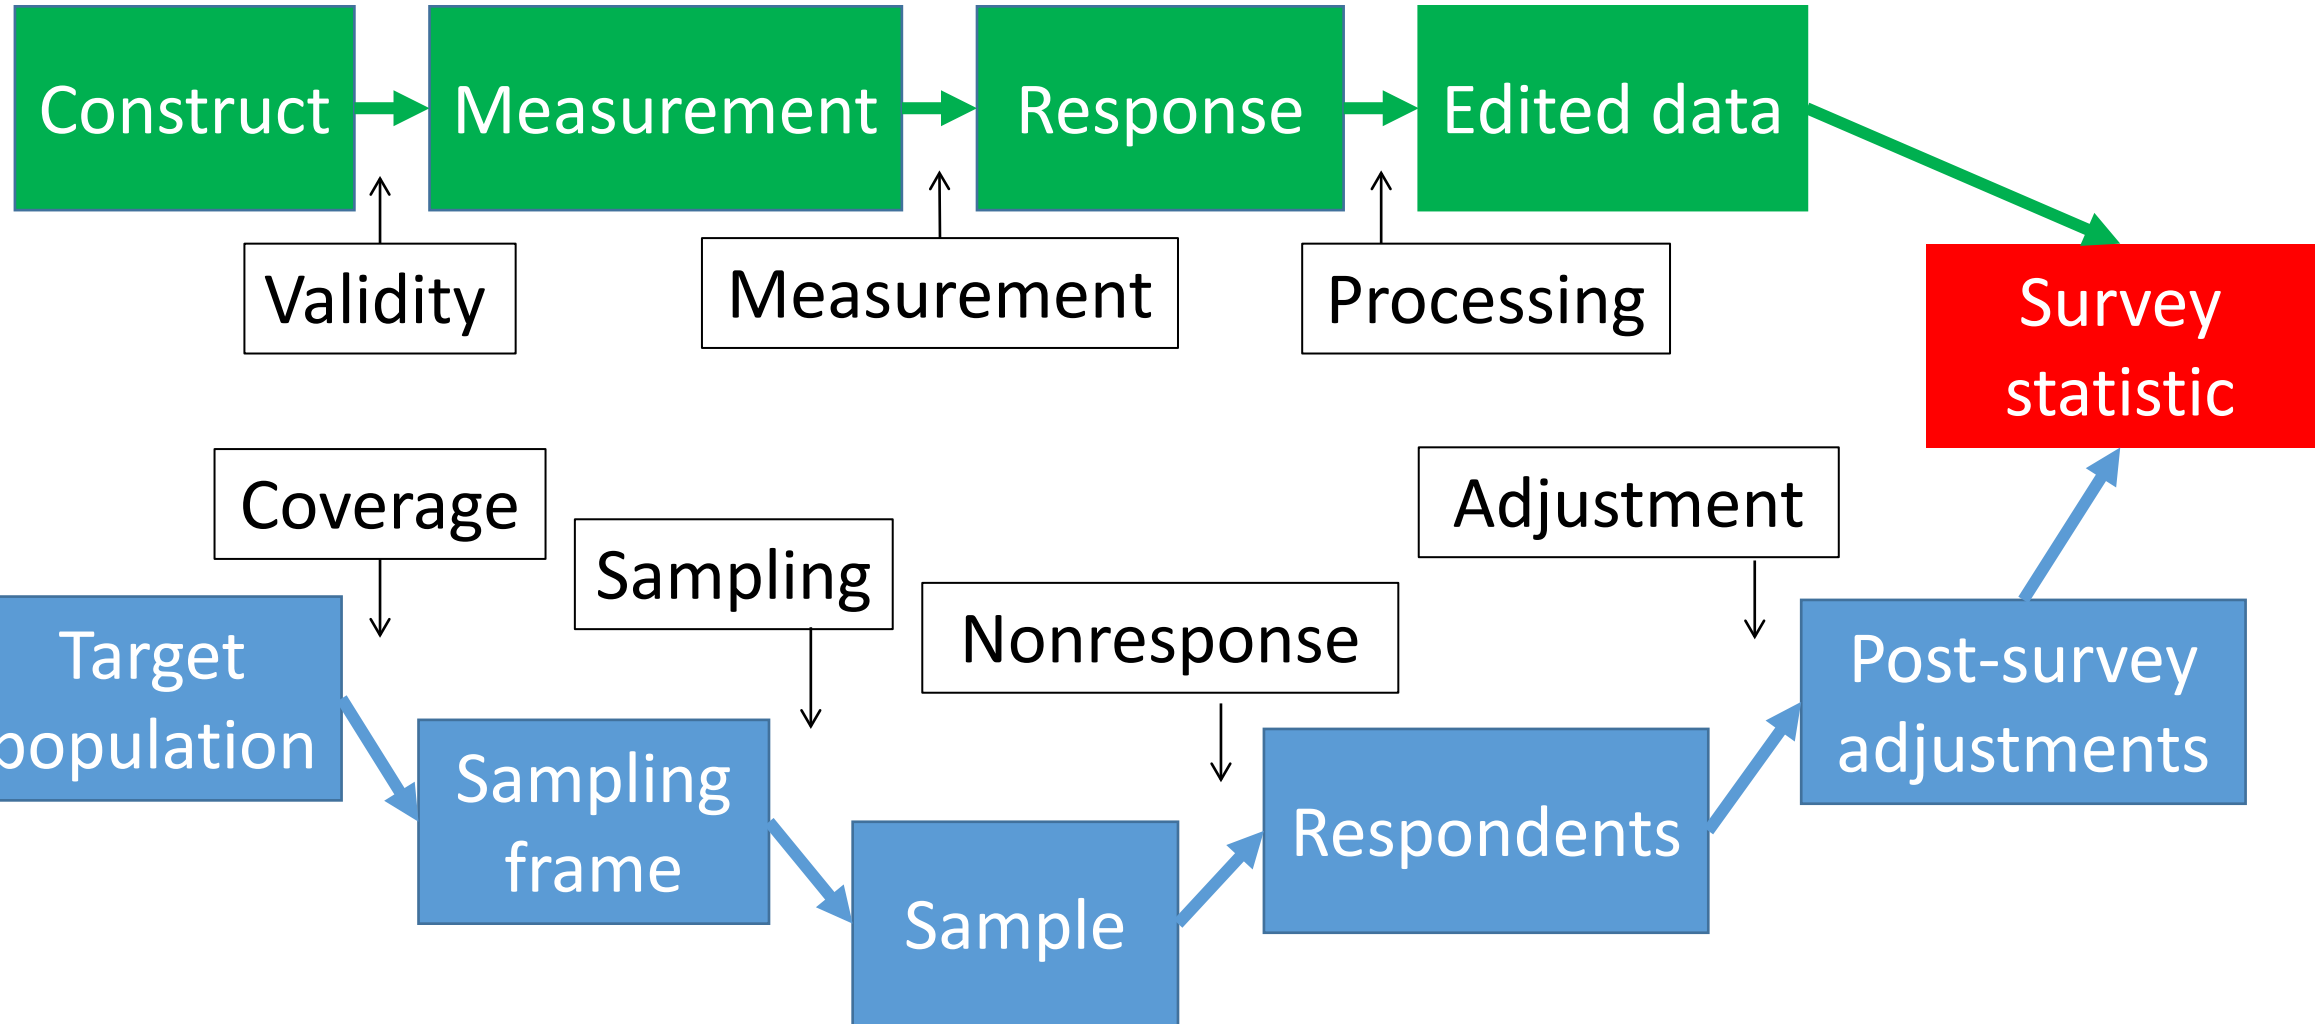 Construct
Measurement
Response
Edited data
Validity
Measurement
Processing
Survey
statistic
Coverage
Sampling
Nonresponse
Adjustment
Target
population
Sampling
frame
Sample
Respondents
Post-survey
adjustments